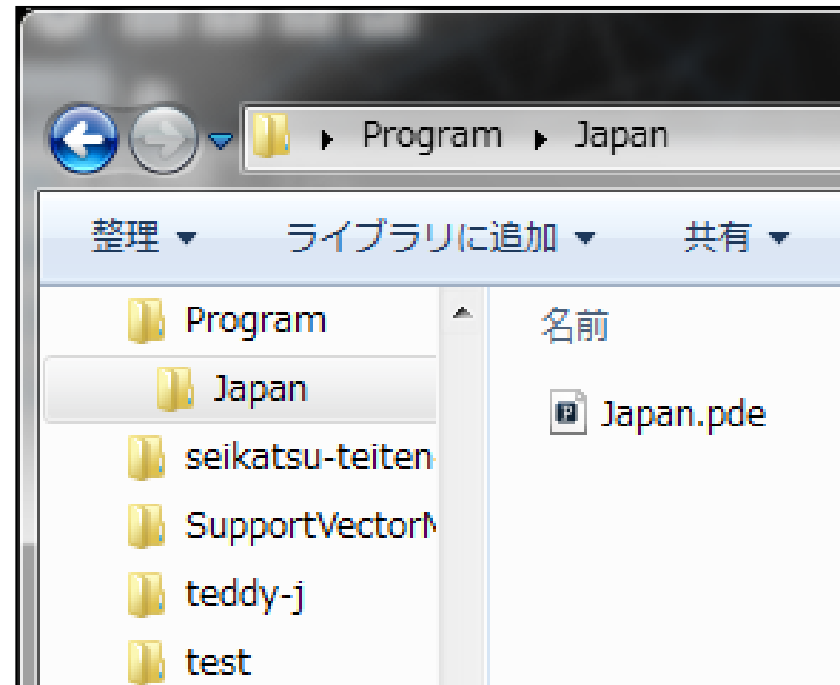 Program Japan
整理 ライブラリに追加 共有
Program
名前
Japan
Japan.pde
seikatsu-teiten
SupportVector
teddy-j
test